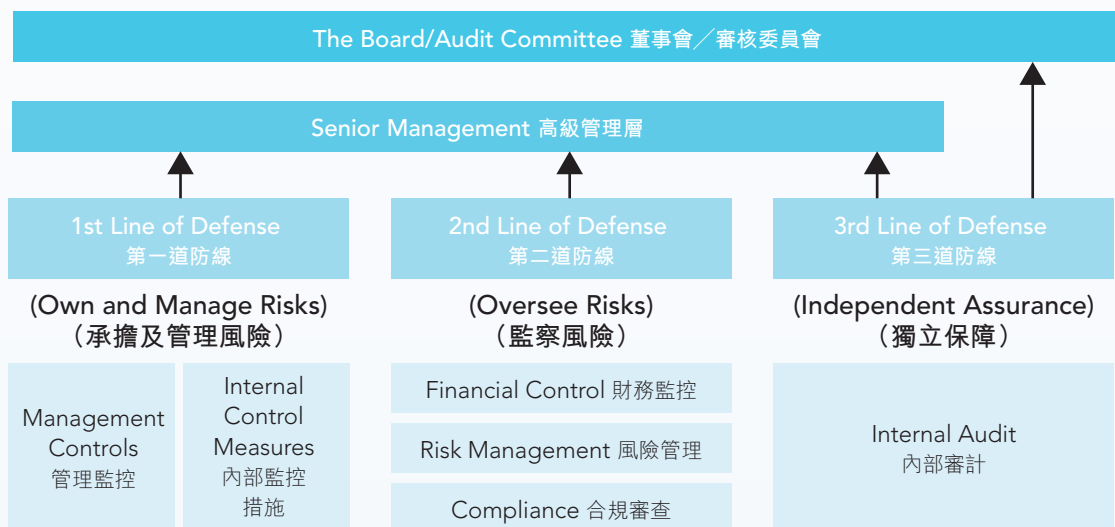 The Board/Audit Committee 董事會／審核委員會
Senior Management 高級管理層
1st Line of Defense
第一道防線
(Own and Manage Risks)
（承擔及管理風險）
Management
Controls
管理監控
Internal
Control
Measures
內部監控
措施
2nd Line of Defense
第二道防線
(Oversee Risks)
（監察風險）
Financial Control 財務監控
Risk Management 風險管理
Compliance 合規審查
3rd Line of Defense
第三道防線
(Independent Assurance)
（獨立保障）
Internal Audit
內部審計